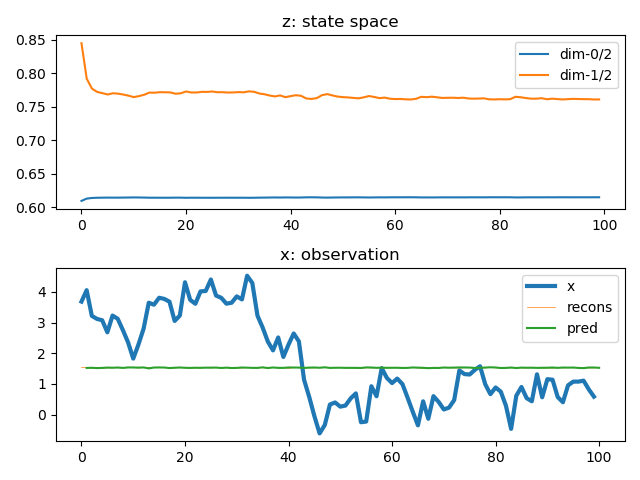 z: state space
0.85
0.80
0.75
0.70
0.65
0.60
dim-0/2
dim-1/2
0 20 40 60 80 100
x: observation
4
3
2
1
0
x
recons
pred
0 20 40 60 80 100